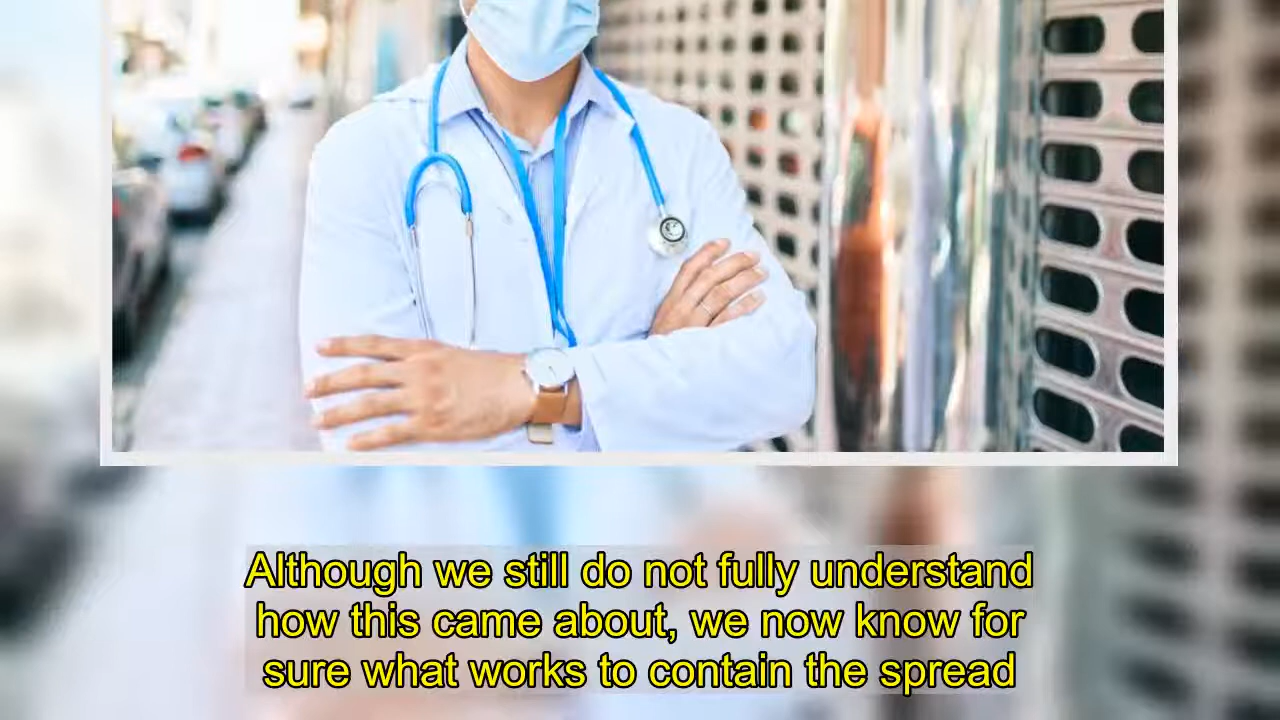 Although we still do not fully understand
how this came about, we now know for
sure what works to contain the spread